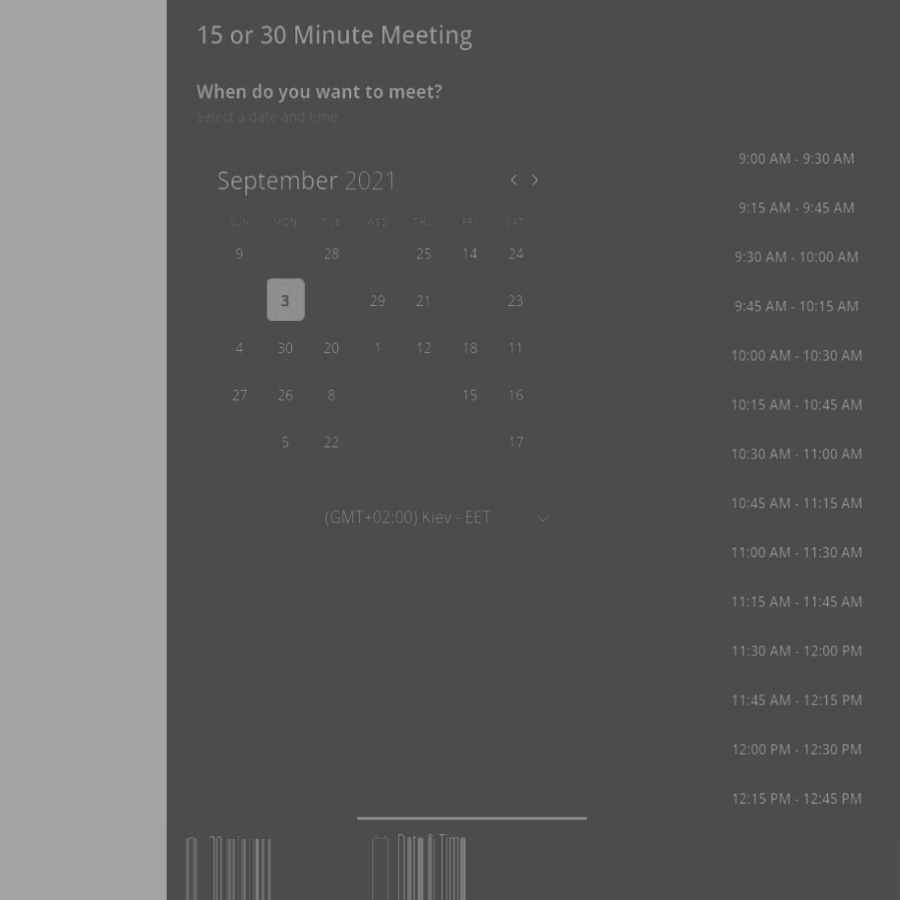 15 or 30 Minute Meeting
When do you want to meet?
Select a date and time
September 2021
SUN MON TUE WED THU FRI SAT
9 28 25 14 24
3 29 21 23
4 30 20 1 12 18 11
27 26 8 15 16
5 22 17
(GMT+02:00) Kiev - EET
9:00 AM - 9:30 AM
9:15 AM - 9:45 AM
9:30 AM - 10:00 AM
9:45 AM - 10:15 AM
10:00 AM - 10:30 AM
10:15 AM - 10:45 AM
10:30 AM - 11:00 AM
10:45 AM - 11:15 AM
11:00 AM - 11:30 AM
11:15 AM - 11:45 AM
11:30 AM - 12:00 PM
11:45 AM - 12:15 PM
12:00 PM - 12:30 PM
12:15 PM - 12:45 PM
Date & Time